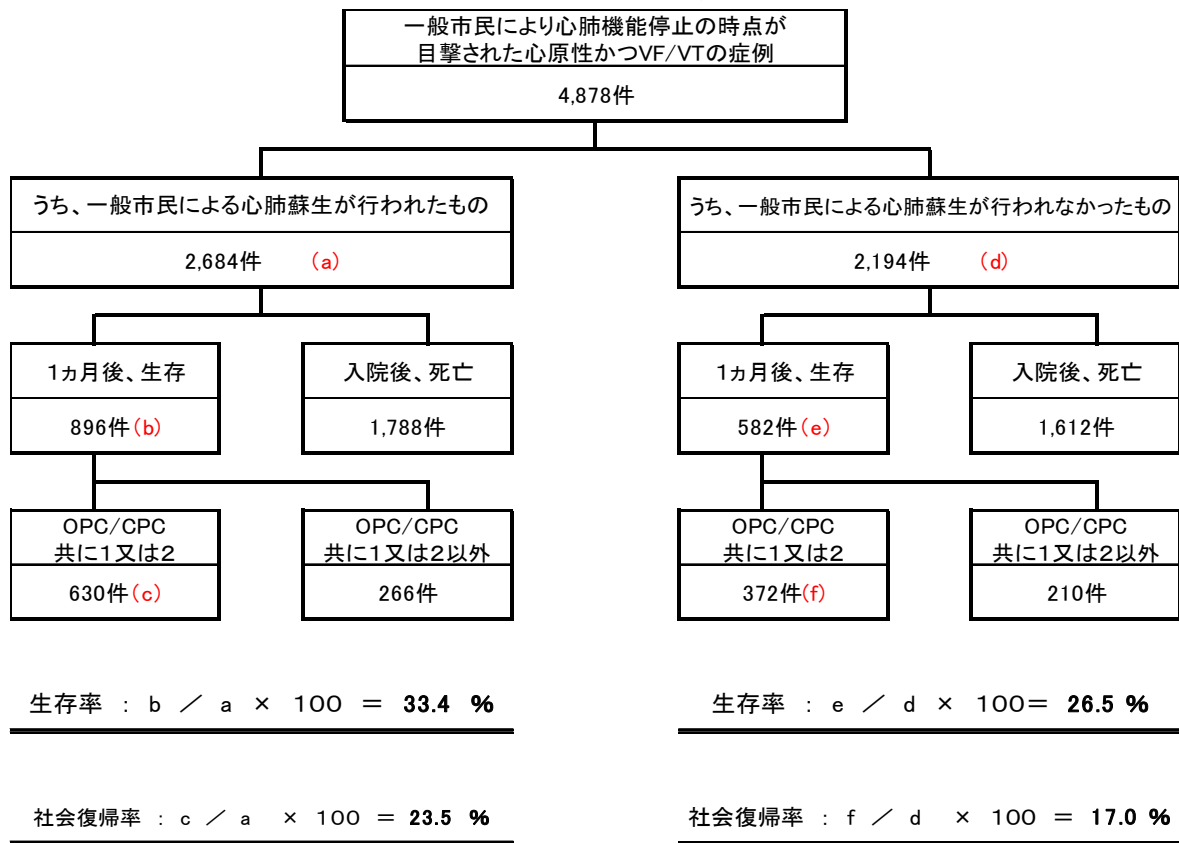 一般市民により心肺機能停止の時点が
目撃された心原性かつVF/VTの症例
4,878件
うち、一般市民による心肺蘇生が行われたもの
2,684件 (a)
うち、一般市民による心肺蘇生が行われなかったもの
2,194件 (d)
1ヵ月後、生存
896件(b)
入院後、死亡
1,788件
1ヵ月後、生存
582件(e)
入院後、死亡
1,612件
OPC/CPC
共に1又は2
630件(c)
OPC/CPC
共に1又は2以外
266件
OPC/CPC
共に1又は2
372件(f)
OPC/CPC
共に1又は2以外
210件
生存率 : b / a × 100 = 33.4 %
生存率 : e / d × 100= 26.5 %
社会復帰率 : c / a × 100 = 23.5 %
社会復帰率 : f / d × 100 = 17.0 %